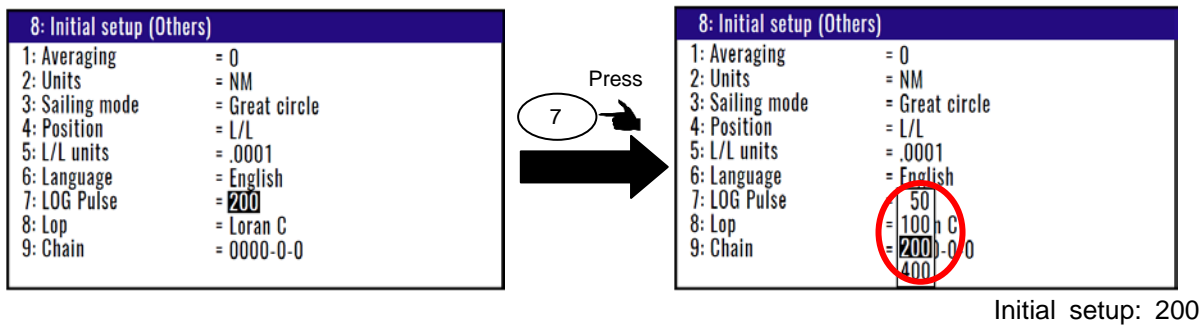 8: Initial setup (Others)
1: Averaging = 0
2: Units = NM
3: Sailing mode = Great circle
4: Position = L/L
5: L/L units = .0001
6: Language = English
7: LOG Pulse = 200
8: Lop = Loran C
9: Chain = 0000-0-0
Press
7
8: Initial setup (Others)
1: Averaging = 0
2: Units = NM
3: Sailing mode = Great circle
4: Position = L/L
5: L/L units = .0001
6: Language = English
7: LOG Pulse = 50
8: Lop = 100 n C
9: Chain = 200 0-0-0
400
Initial setup: 200